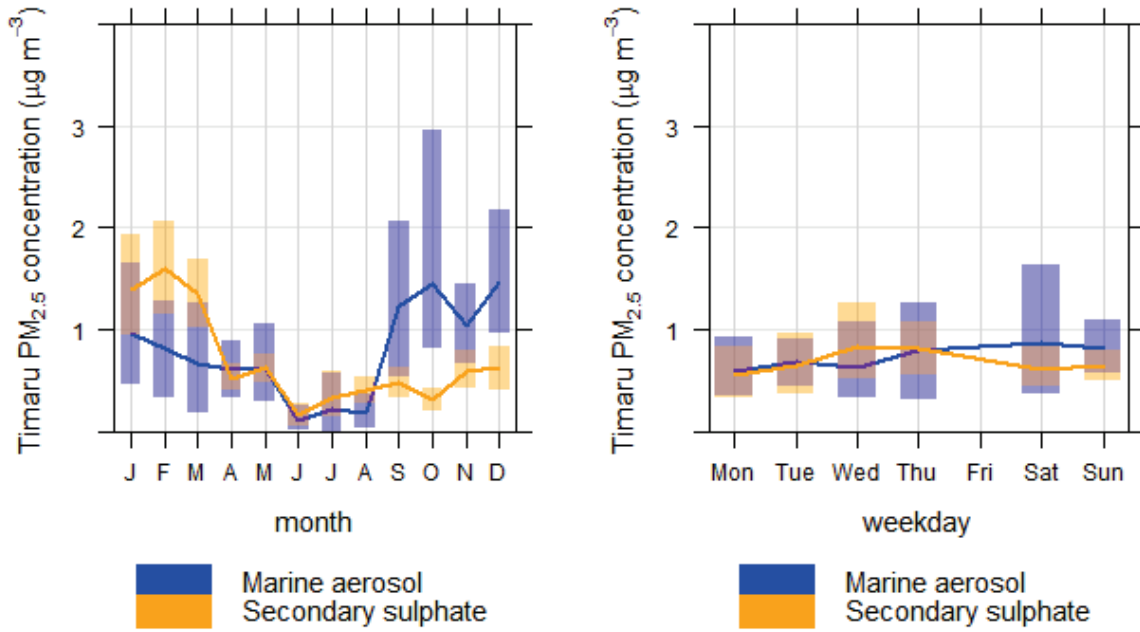 Timaru PM2.5 concentration (µg m−3)
3
2
1
J F M A M J J A S O N D
month
Marine aerosol
Secondary sulphate
Timaru PM2.5 concentration (µg m−3)
3
2
1
Mon Tue Wed Thu Fri Sat Sun
weekday
Marine aerosol
Secondary sulphate